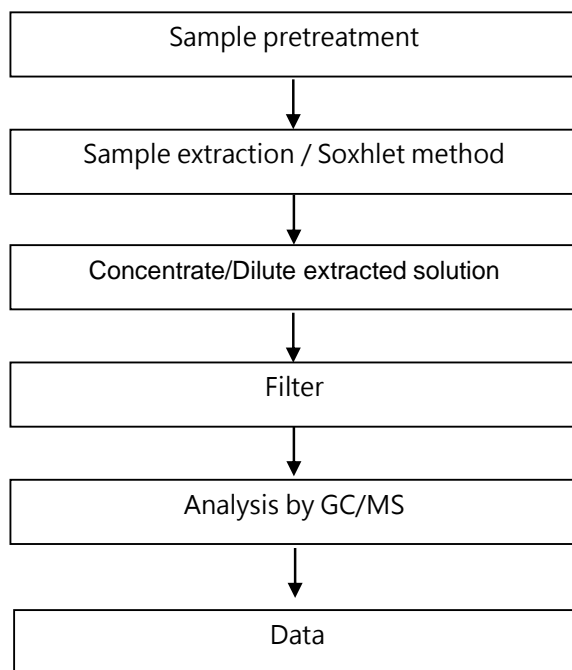 Sample pretreatment
Sample extraction / Soxhlet method
Concentrate/Dilute extracted solution
Filter
Analysis by GC/MS
Data